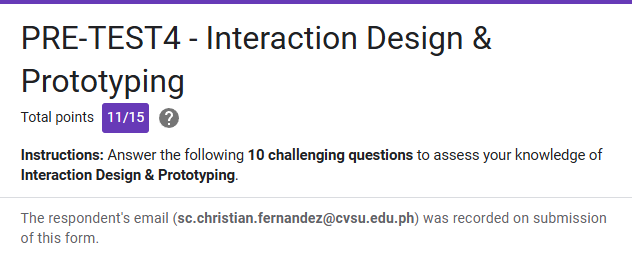 PRE-TEST4 - Interaction Design &
Prototyping
Total points 11/15 ?
Instructions: Answer the following 10 challenging questions to assess your knowledge of
Interaction Design & Prototyping.
The respondent's email (sc.christian.fernandez@cvsu.edu.ph) was recorded on submission
of this form.